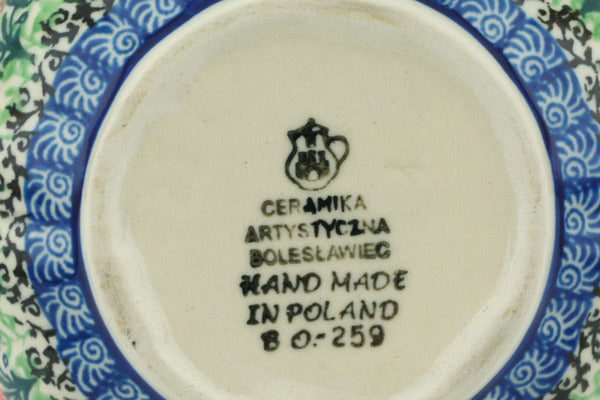 CERAMIKA
ARTYSTYCZNA
BOLESŁAWIEC
HAND MADE
IN POLAND
B O.-259